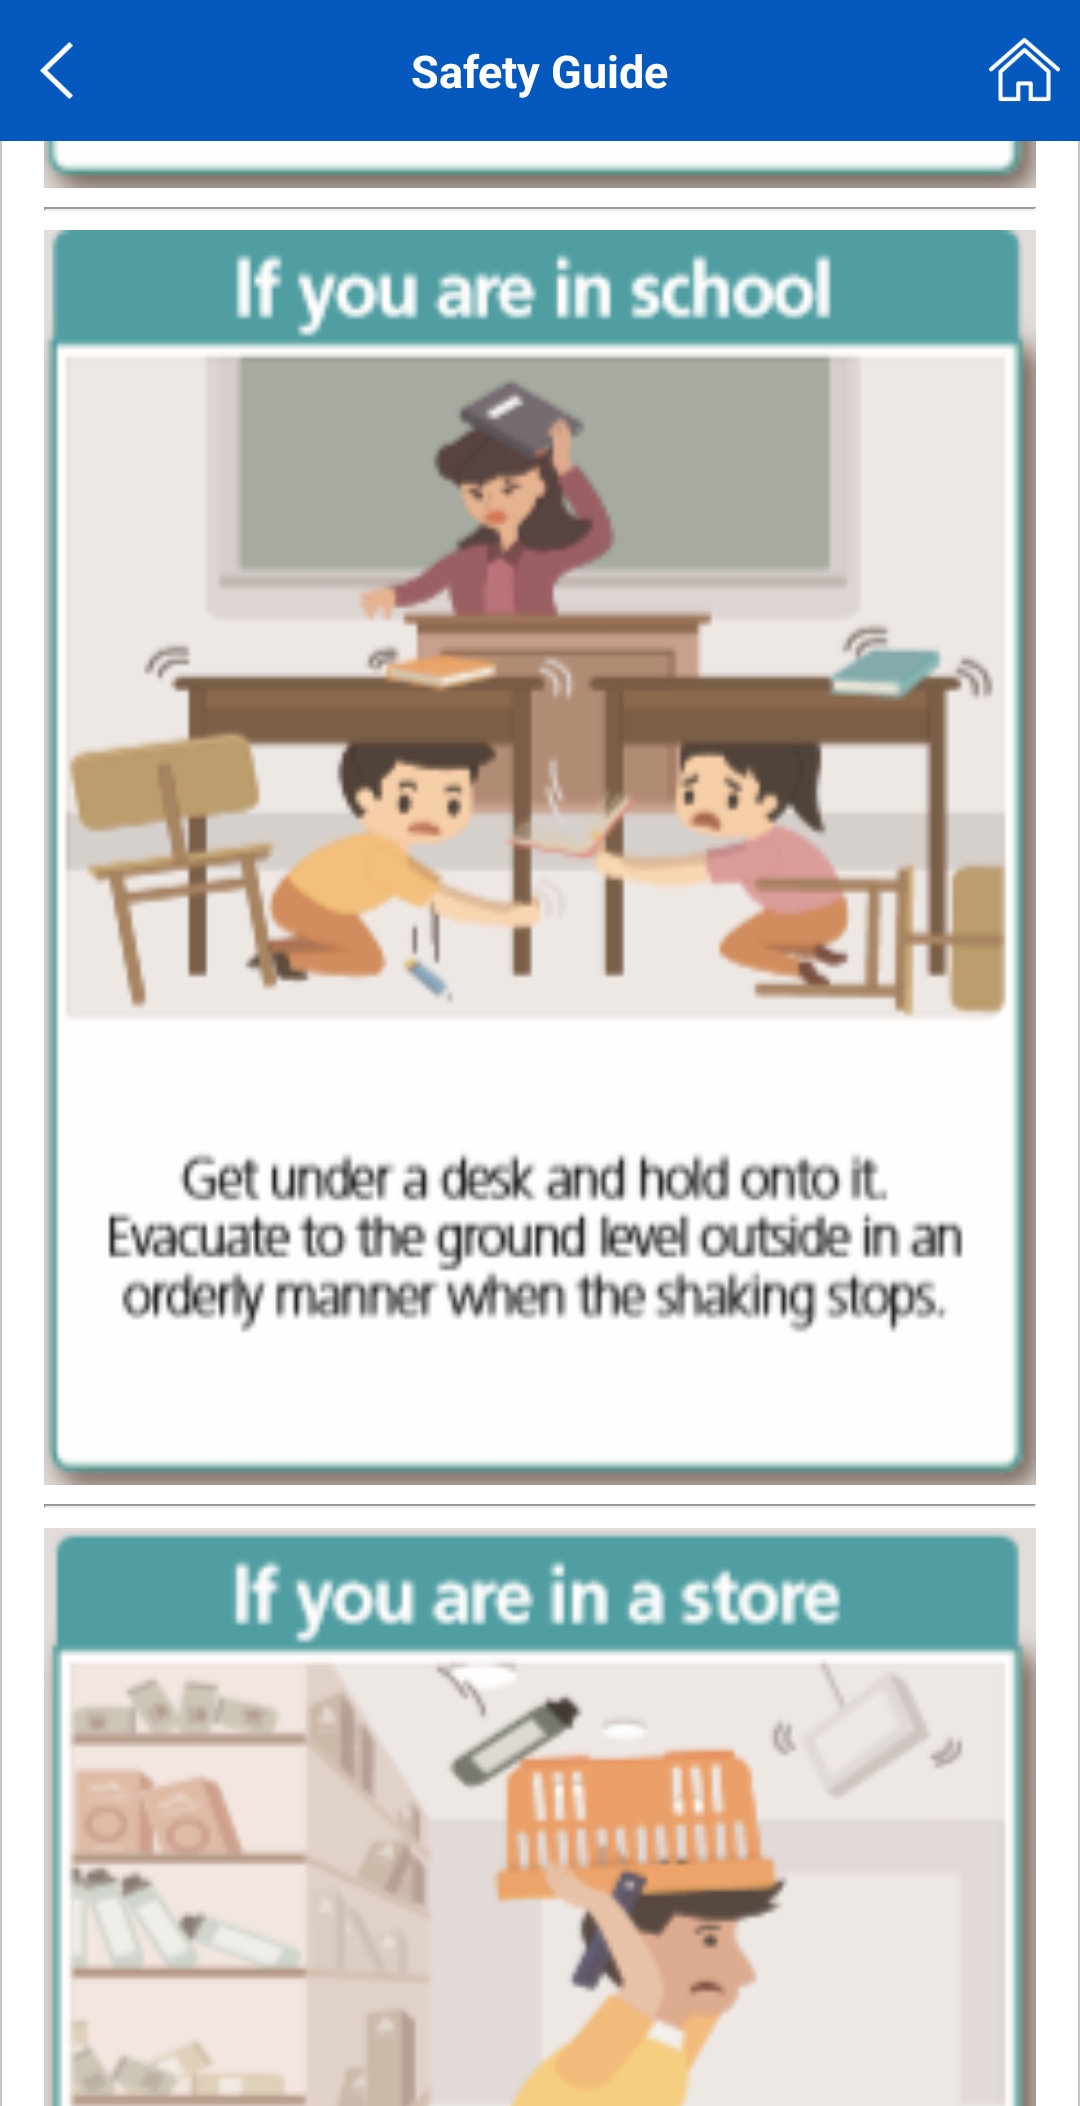 Safety Guide
If you are in school
Get under a desk and hold onto it.
Evacuate to the ground level outside in an
orderly manner when the shaking stops.
If you are in a store